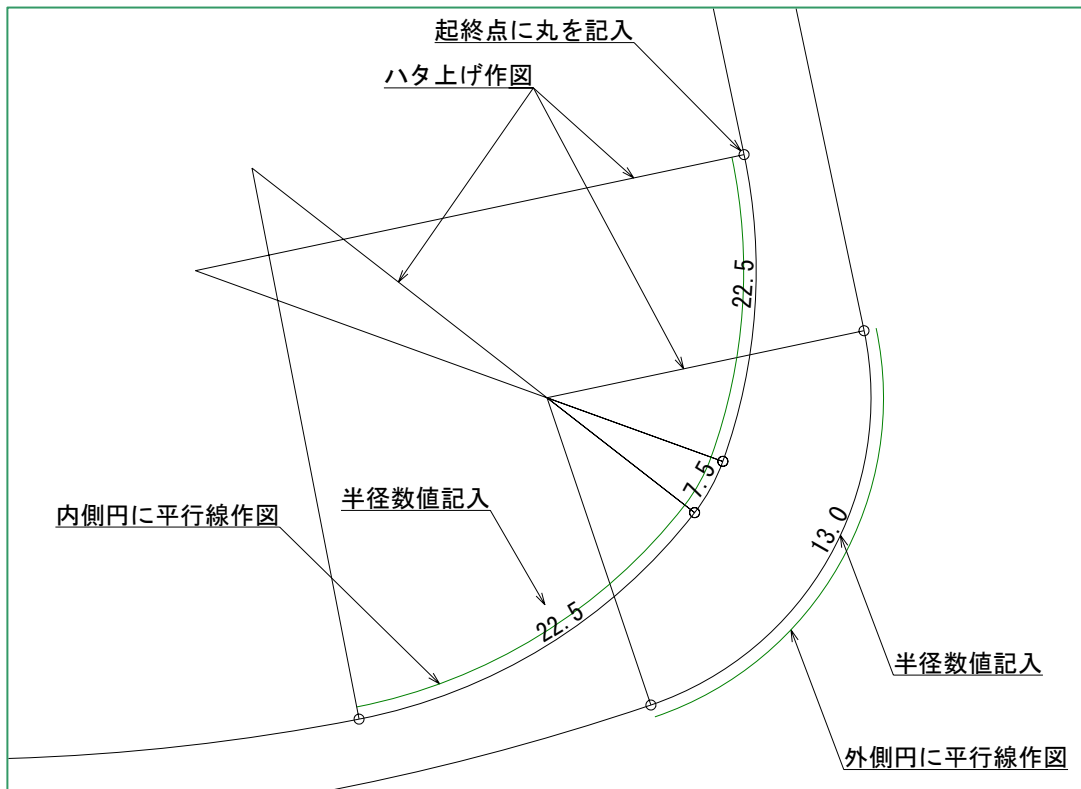 起終点に丸を記入
ハタ上げ作図
22.5
7.5
半径数値記入
内側円に平行線作図
13.0
22.5
半径数値記入
外側円に平行線作図